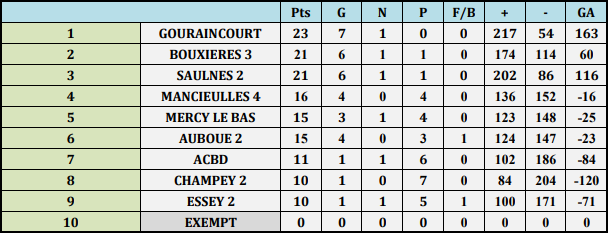 Pts G N P F/B + - GA
1 GOURAINCOURT 23 7 1 0 0 217 54 163
2 BOUXIERES 3 21 6 1 1 0 174 114 60
3 SAULNES 2 21 6 1 1 0 202 86 116
4 MANCIEULLES 4 16 4 0 4 0 136 152 -16
5 MERCY LE BAS 15 3 1 4 0 123 148 -25
6 AUBOUE 2 15 4 0 3 1 124 147 -23
7 ACBD 11 1 1 6 0 102 186 -84
8 CHAMPEY 2 10 1 0 7 0 84 204 -120
9 ESSEY 2 10 1 1 5 1 100 171 -71
10 EXEMPT 0 0 0 0 0 0 0 0